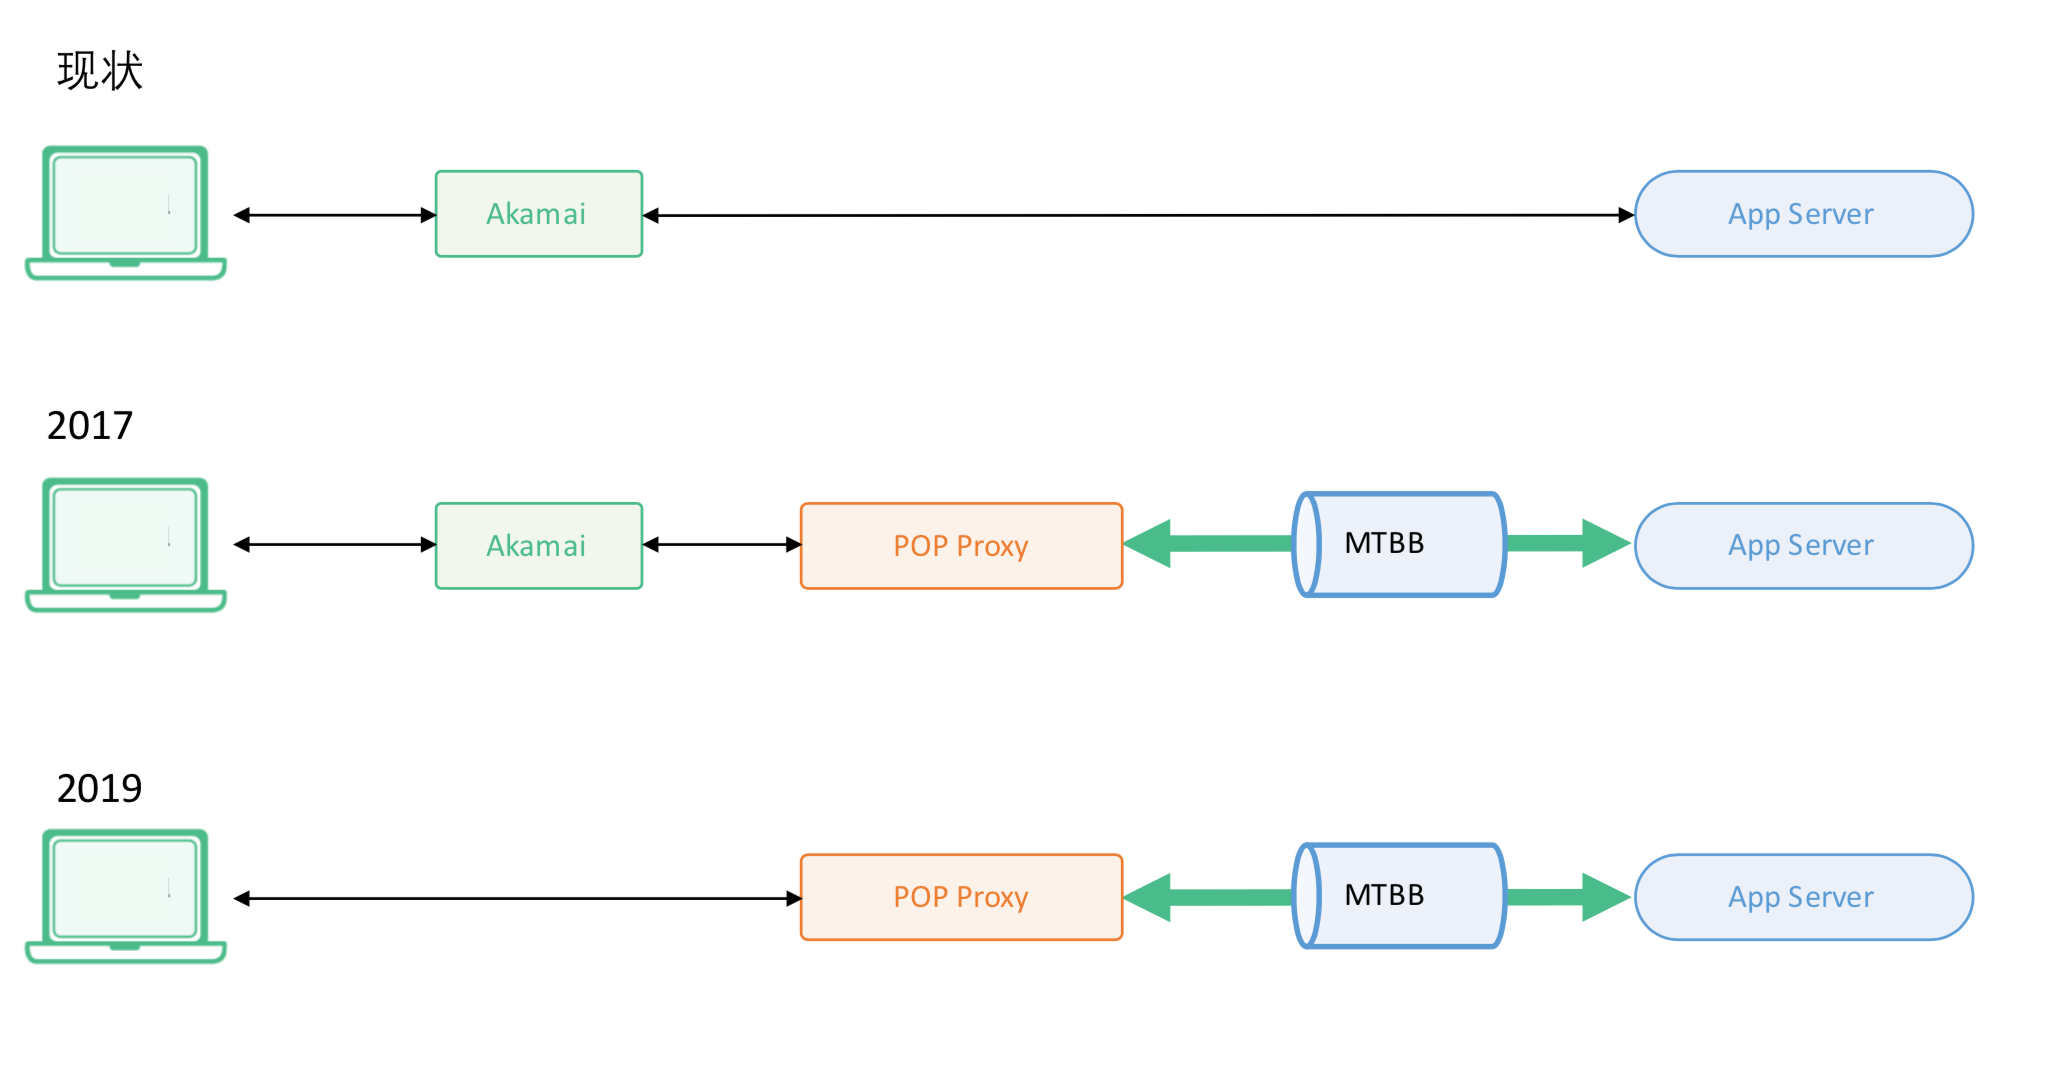 现状
Akamai
App Server
2017
Akamai
POP Proxy
MTBB
App Server
2019
POP Proxy
MTBB
App Server